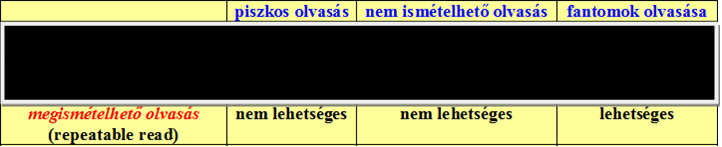 piszkos olvasás nem ismételhető olvasás fantomok olvasása
megismételhető olvasás nem lehetséges nem lehetséges lehetséges
(repeatable read)